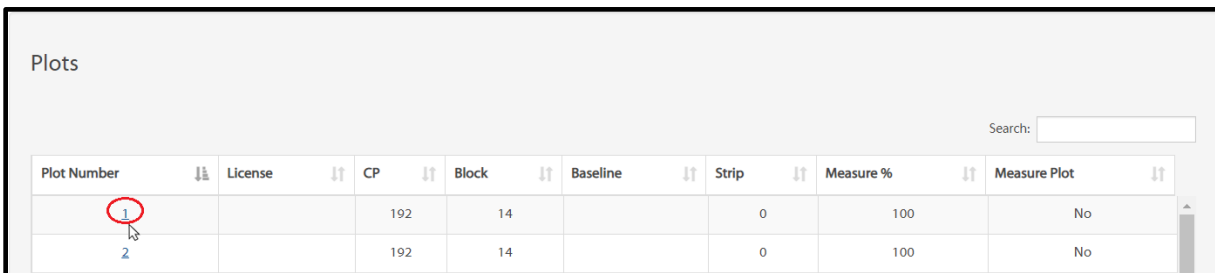 Plots
Search:
Plot Number License CP Block Baseline Strip Measure % Measure Plot
1 192 14 0 100 No
2 192 14 0 100 No